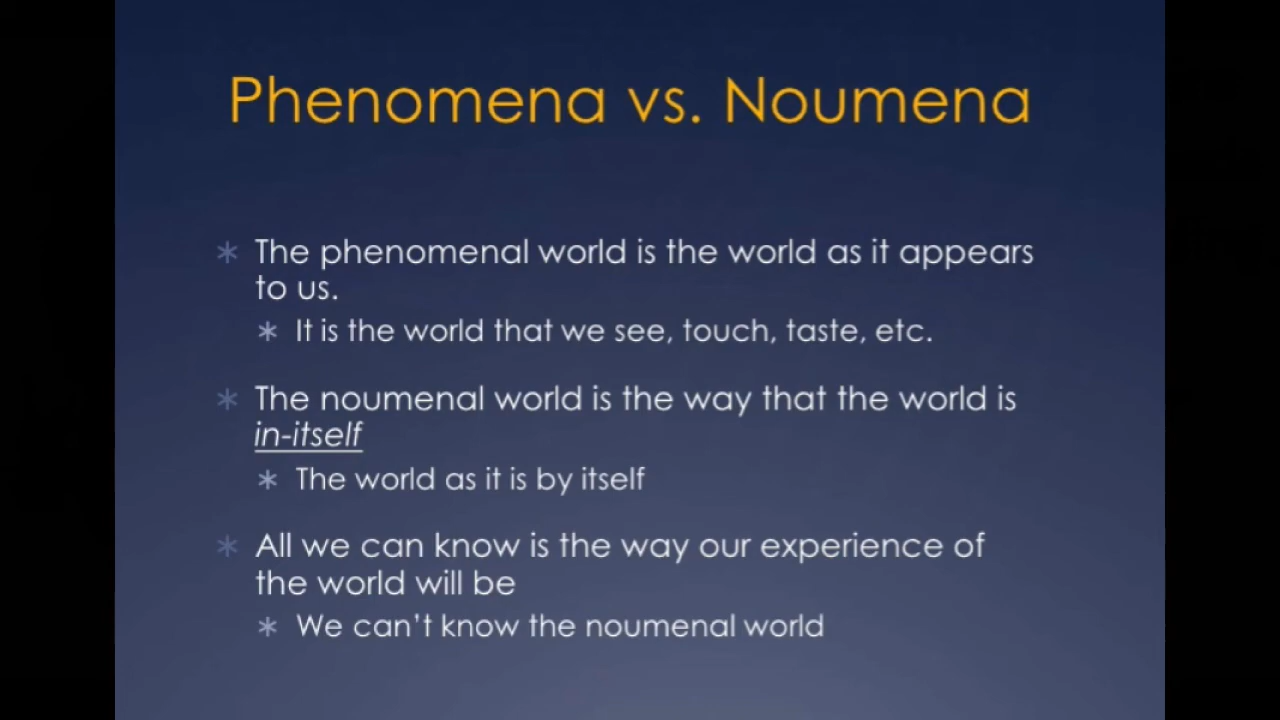 Phenomena vs. Noumena
* The phenomenal world is the world as it appears
to us.
* It is the world that we see, touch, taste, etc.
* The noumenal world is the way that the world is
in-itself
* The world as it is by itself
* All we can know is the way our experience of
the world will be
* We can't know the noumenal world